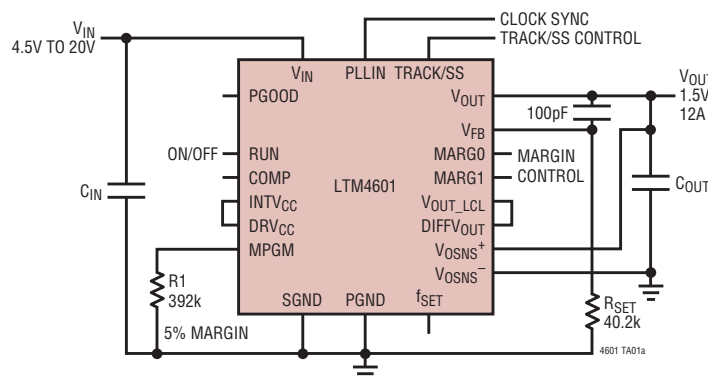 CLOCK SYNC
TRACK/SS CONTROL
VIN
4.5V TO 20V
VIN PLLIN TRACK/SS
PGOOD
VOUT
VOUT
1.5V
12A
100pF
VFB
ON/OFF RUN
MARG0
MARG1
MARGIN
CONTROL
COMP
LTM4601
CIN
COUT
INTVCC
DRVCC
VOUT_LCL
DIFFVOUT
MPGM
VOSNS+
VOSNS–
R1
392k
5% MARGIN
SGND PGND fSET
RSET
40.2k
4601 TA01a